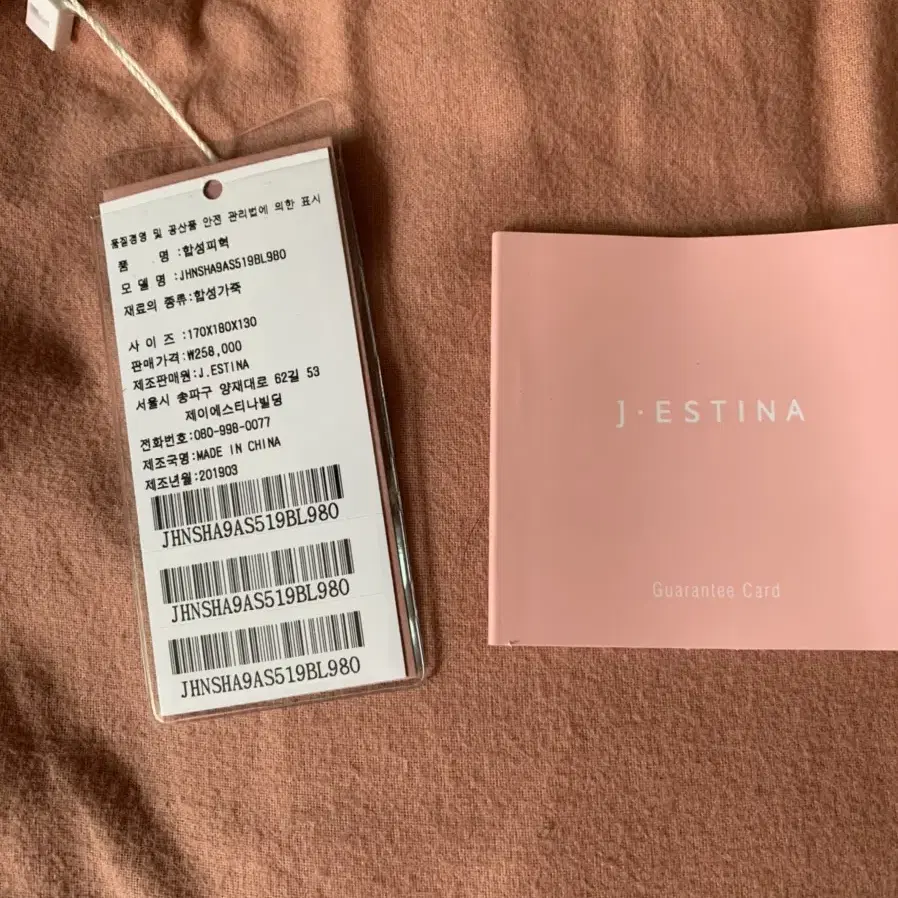 품질경영 및 공산품 안전 관리법에 의한 표시
품 명 :합성피혁
모 델 명 :JHNSHA9AS519BL980
재료의 종류:합성가죽
사 이 즈 :170X180X130
판매가격:₩258,000
제조판매원:J.ESTINA
서울시 송파구 양재대로 62길 53
제이에스티나빌딩
전화번호:080-998-0077
제조국명:MADE IN CHINA
제조년월:201903
JHNSHA9AS519BL980
JHNSHA9AS519BL980
JHNSHA9AS519BL980
J·ESTINA
Guarantee Card